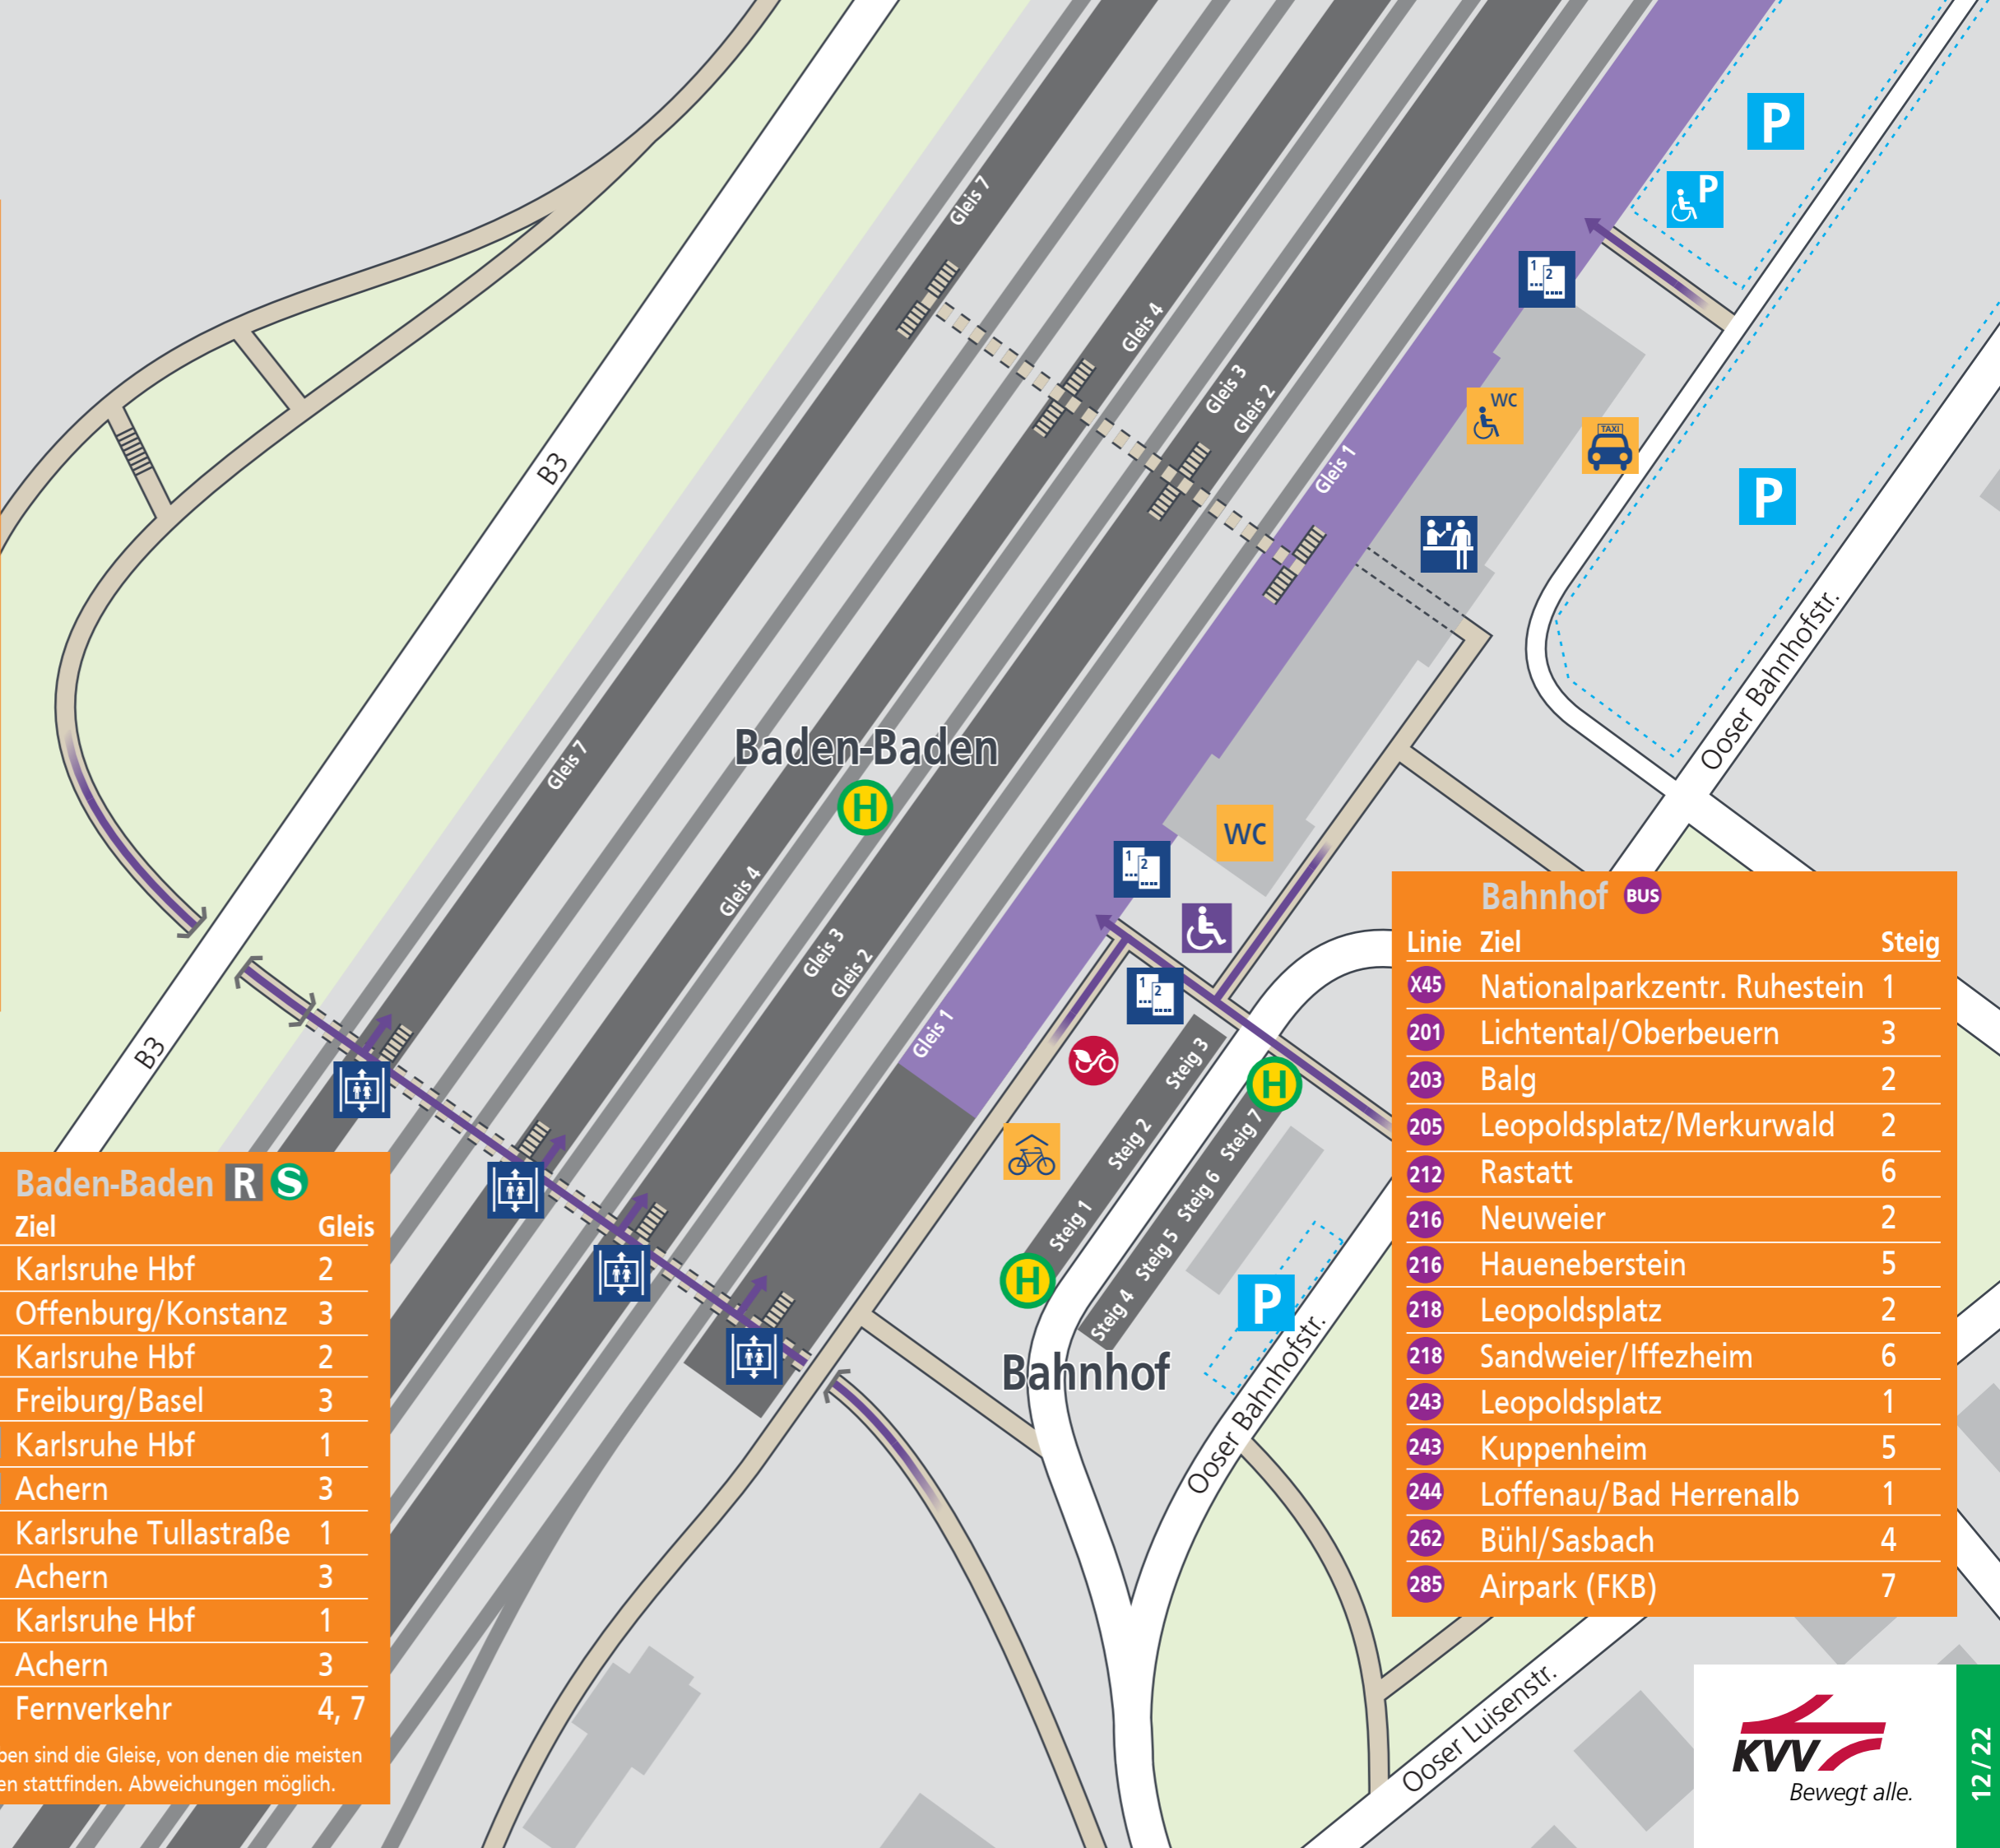 Gleis 7
Gleis 4
Gleis 3
Gleis 2
Gleis 1
P
P
1 2
WC
TAXI
P
B3
Ooser Bahnhofstr.
Baden-Baden
H
Gleis 7
WC
1 2
Gleis 4
Gleis 3
Gleis 2
1 2
Gleis 1
B3
Steig 3
Steig 2
Steig 1
H
H
Steig 7
Steig 6
Steig 5
Steig 4
P
Bahnhof
Ooser Bahnhofstr.
Ooser Luisenstr.
Bahnhof BUS
Linie Ziel Steig
X45 Nationalparkzentr. Ruhestein 1
201 Lichtental/Oberbeuern 3
203 Balg 2
205 Leopoldsplatz/Merkurwald 2
212 Rastatt 6
216 Neuweier 2
216 Haueneberstein 5
218 Leopoldsplatz 2
218 Sandweier/Iffezheim 6
243 Leopoldsplatz 1
243 Kuppenheim 5
244 Loffenau/Bad Herrenalb 1
262 Bühl/Sasbach 4
285 Airpark (FKB) 7
Baden-Baden R S
Ziel Gleis
Karlsruhe Hbf 2
Offenburg/Konstanz 3
Karlsruhe Hbf 2
Freiburg/Basel 3
Karlsruhe Hbf 1
Achern 3
Karlsruhe Tullastraße 1
Achern 3
Karlsruhe Hbf 1
Achern 3
Fernverkehr 4, 7
sind die Gleise, von denen die meisten
stattfinden. Abweichungen möglich.
KVV
Bewegt alle.
12/22